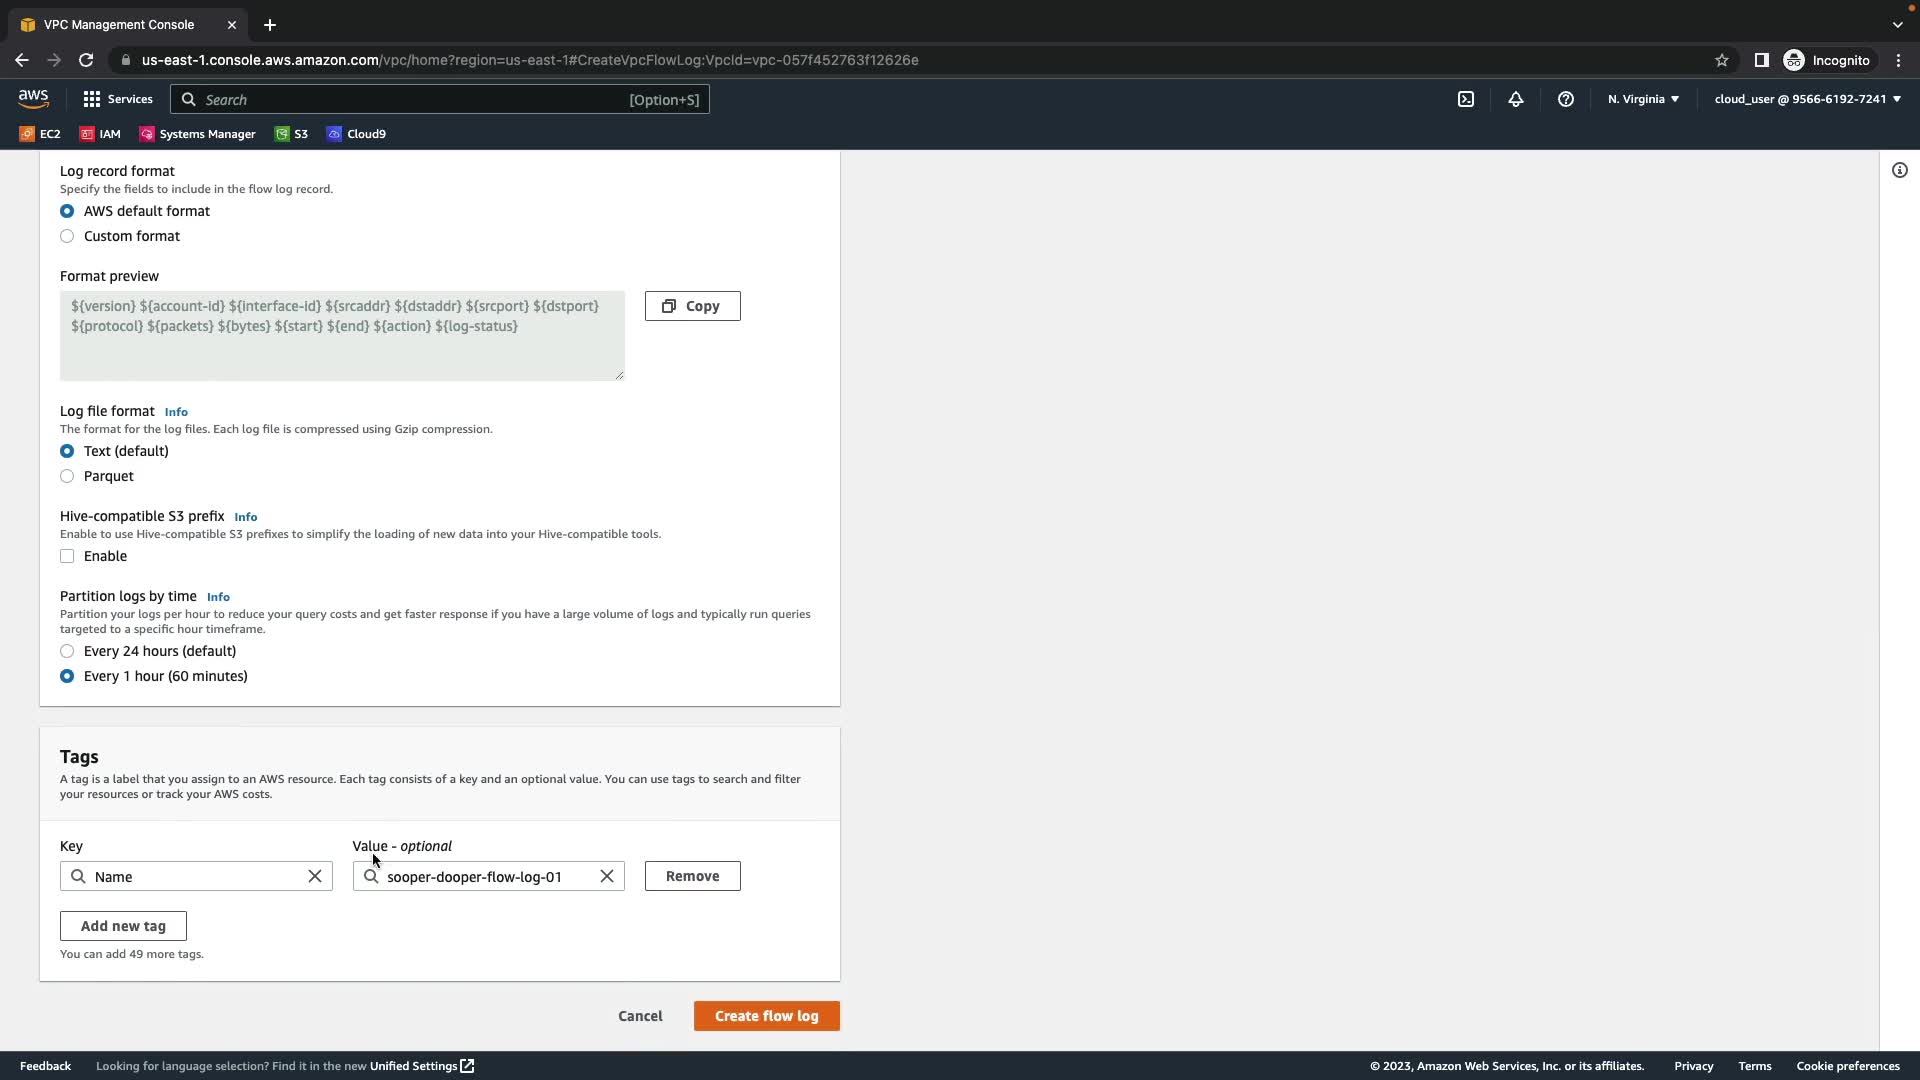 VPC Management Console
us-east-1.console.aws.amazon.com/vpc/home?region=us-east-1#CreateVpcFlowLog:VpcId=vpc-057f452763f12626e
Incognito
aws
Services
Search
[Option+S]
N. Virginia
cloud_user @ 9566-6192-7241
EC2
IAM
Systems Manager
S3
Cloud9
Log record format
Specify the fields to include in the flow log record.
AWS default format
Custom format
Format preview
${version} ${account-id} ${interface-id} ${srcaddr} ${dstaddr} ${srcport} ${dstport}
${protocol} ${packets} ${bytes} ${start} ${end} ${action} ${log-status}
Copy
Log file format Info
The format for the log files. Each log file is compressed using Gzip compression.
Text (default)
Parquet
Hive-compatible S3 prefix Info
Enable to use Hive-compatible S3 prefixes to simplify the loading of new data into your Hive-compatible tools.
Enable
Partition logs by time Info
Partition your logs per hour to reduce your query costs and get faster response if you have a large volume of logs and typically run queries
targeted to a specific hour timeframe.
Every 24 hours (default)
Every 1 hour (60 minutes)
Tags
A tag is a label that you assign to an AWS resource. Each tag consists of a key and an optional value. You can use tags to search and filter
your resources or track your AWS costs.
Key
Value - optional
Name
sooper-dooper-flow-log-01
Remove
Add new tag
You can add 49 more tags.
Cancel
Create flow log
Feedback
Looking for language selection? Find it in the new Unified Settings
© 2023, Amazon Web Services, Inc. or its affiliates.
Privacy
Terms
Cookie preferences